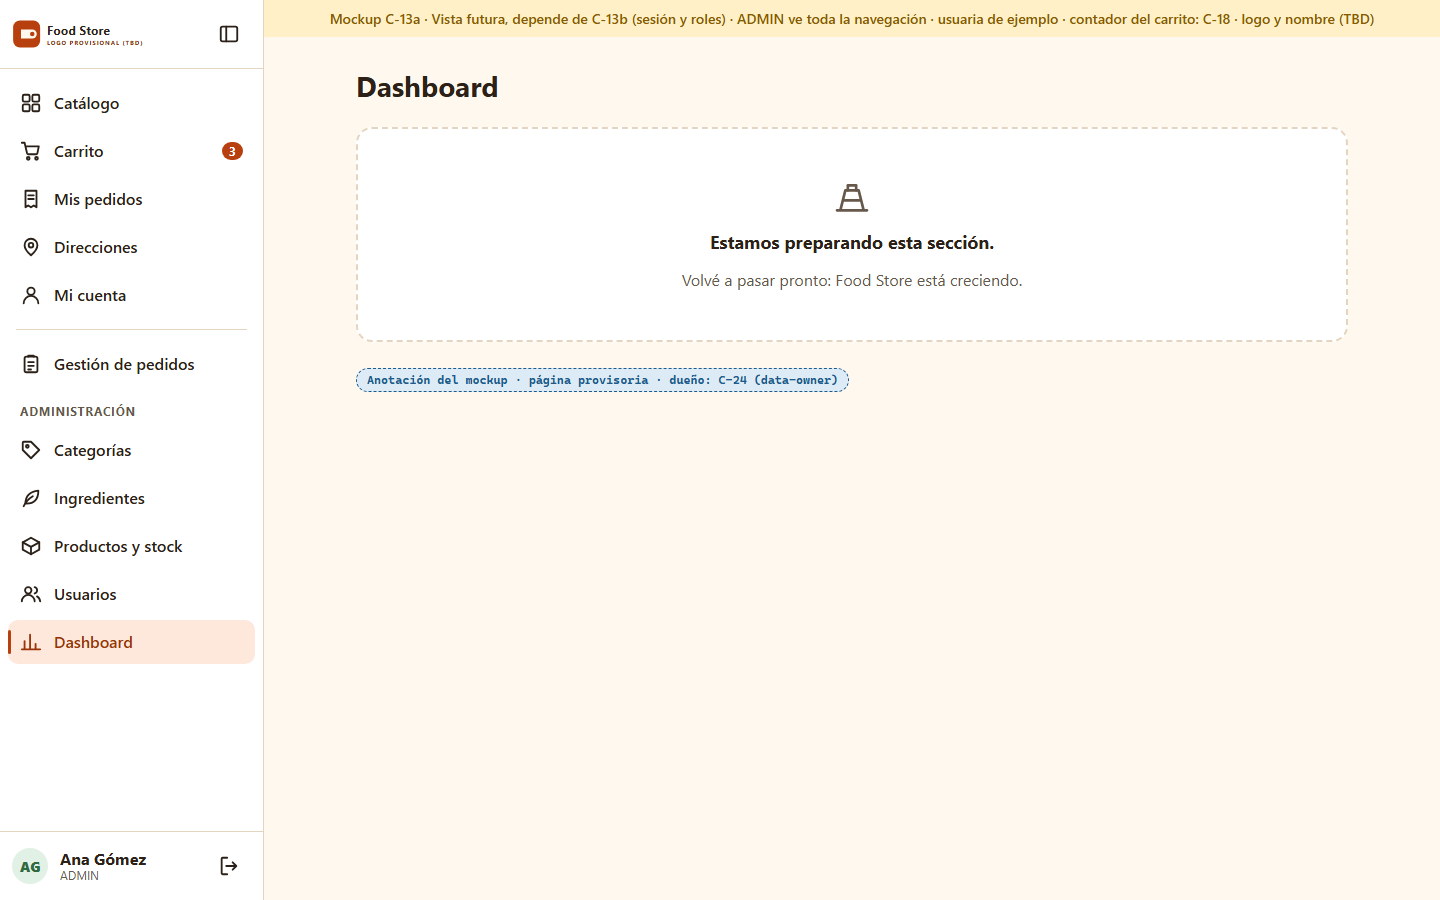 Food Store
LOGO PROVISIONAL (TBD)
Mockup C-13a · Vista futura, depende de C-13b (sesión y roles) · ADMIN ve toda la navegación · usuaria de ejemplo · contador del carrito: C-18 · logo y nombre (TBD)
Catálogo
Carrito 3
Mis pedidos
Direcciones
Mi cuenta
Gestión de pedidos
ADMINISTRACIÓN
Categorías
Ingredientes
Productos y stock
Usuarios
Dashboard
AG
Ana Gómez
ADMIN
Dashboard
Estamos preparando esta sección.
Volvé a pasar pronto: Food Store está creciendo.
Anotación del mockup · página provisoria · dueño: C-24 (data-owner)